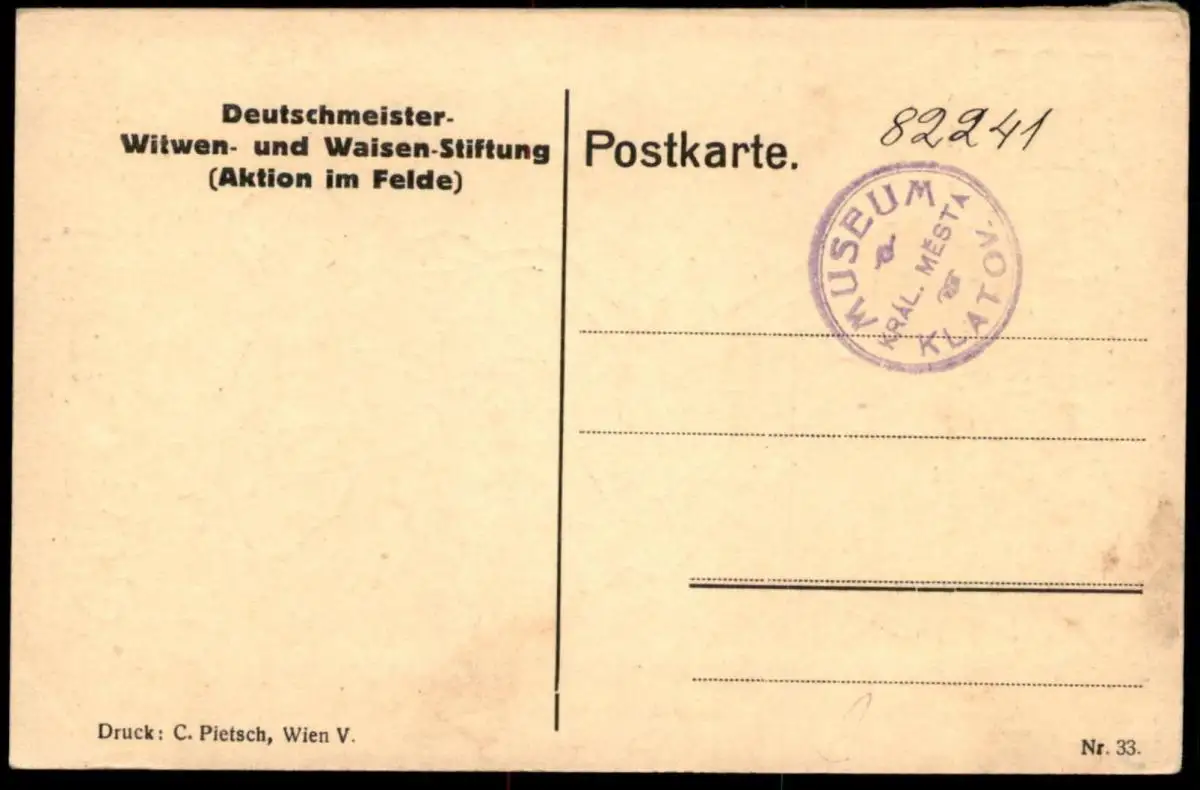 Deutschmeister-
Witwen- und Waisen-Stiftung
(Aktion im Felde)
Postkarte.
82241
MUSEUM
KRÁL. MĚSTA
KLATOV.
Druck: C. Pietsch, Wien V.
Nr. 33.